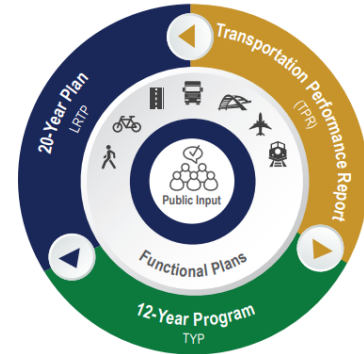 20-Year Plan
LRTP
Transportation Performance Report
(TPR)
Public Input
Functional Plans
12-Year Program
TYP